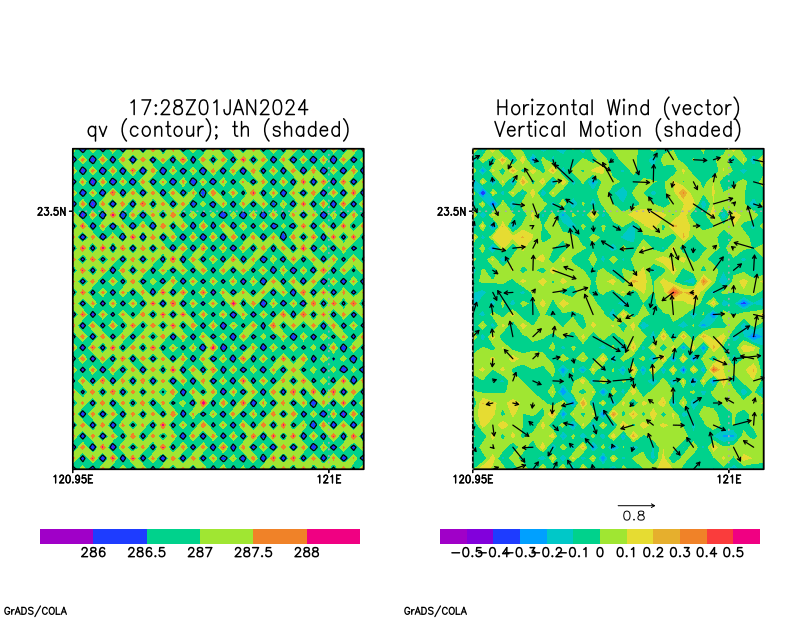 17:28Z01JAN2024
qv (contour); th (shaded)
23.5N
120.95E 121E
286 286.5 287 287.5 288
Horizontal Wind (vector)
Vertical Motion (shaded)
23.5N
120.95E 121E
0.8
-0.5 -0.4 -0.3 -0.2 -0.1 0 0.1 0.2 0.3 0.4 0.5
GrADS/COLA GrADS/COLA